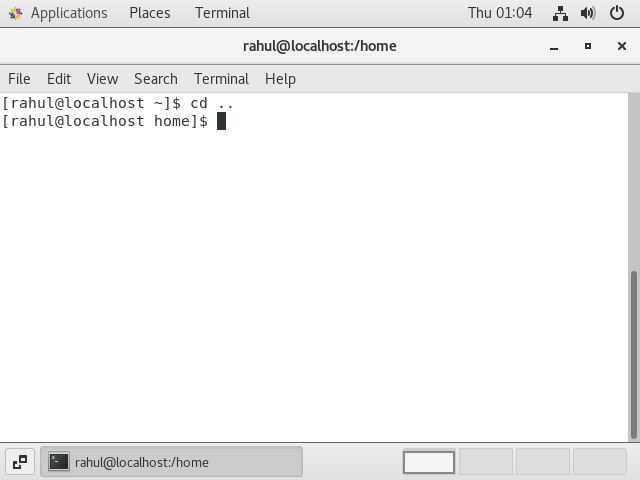 Applications Places Terminal Thu 01:04
rahul@localhost:/home
File Edit View Search Terminal Help
[rahul@localhost ~]$ cd ..
[rahul@localhost home]$
rahul@localhost:/home